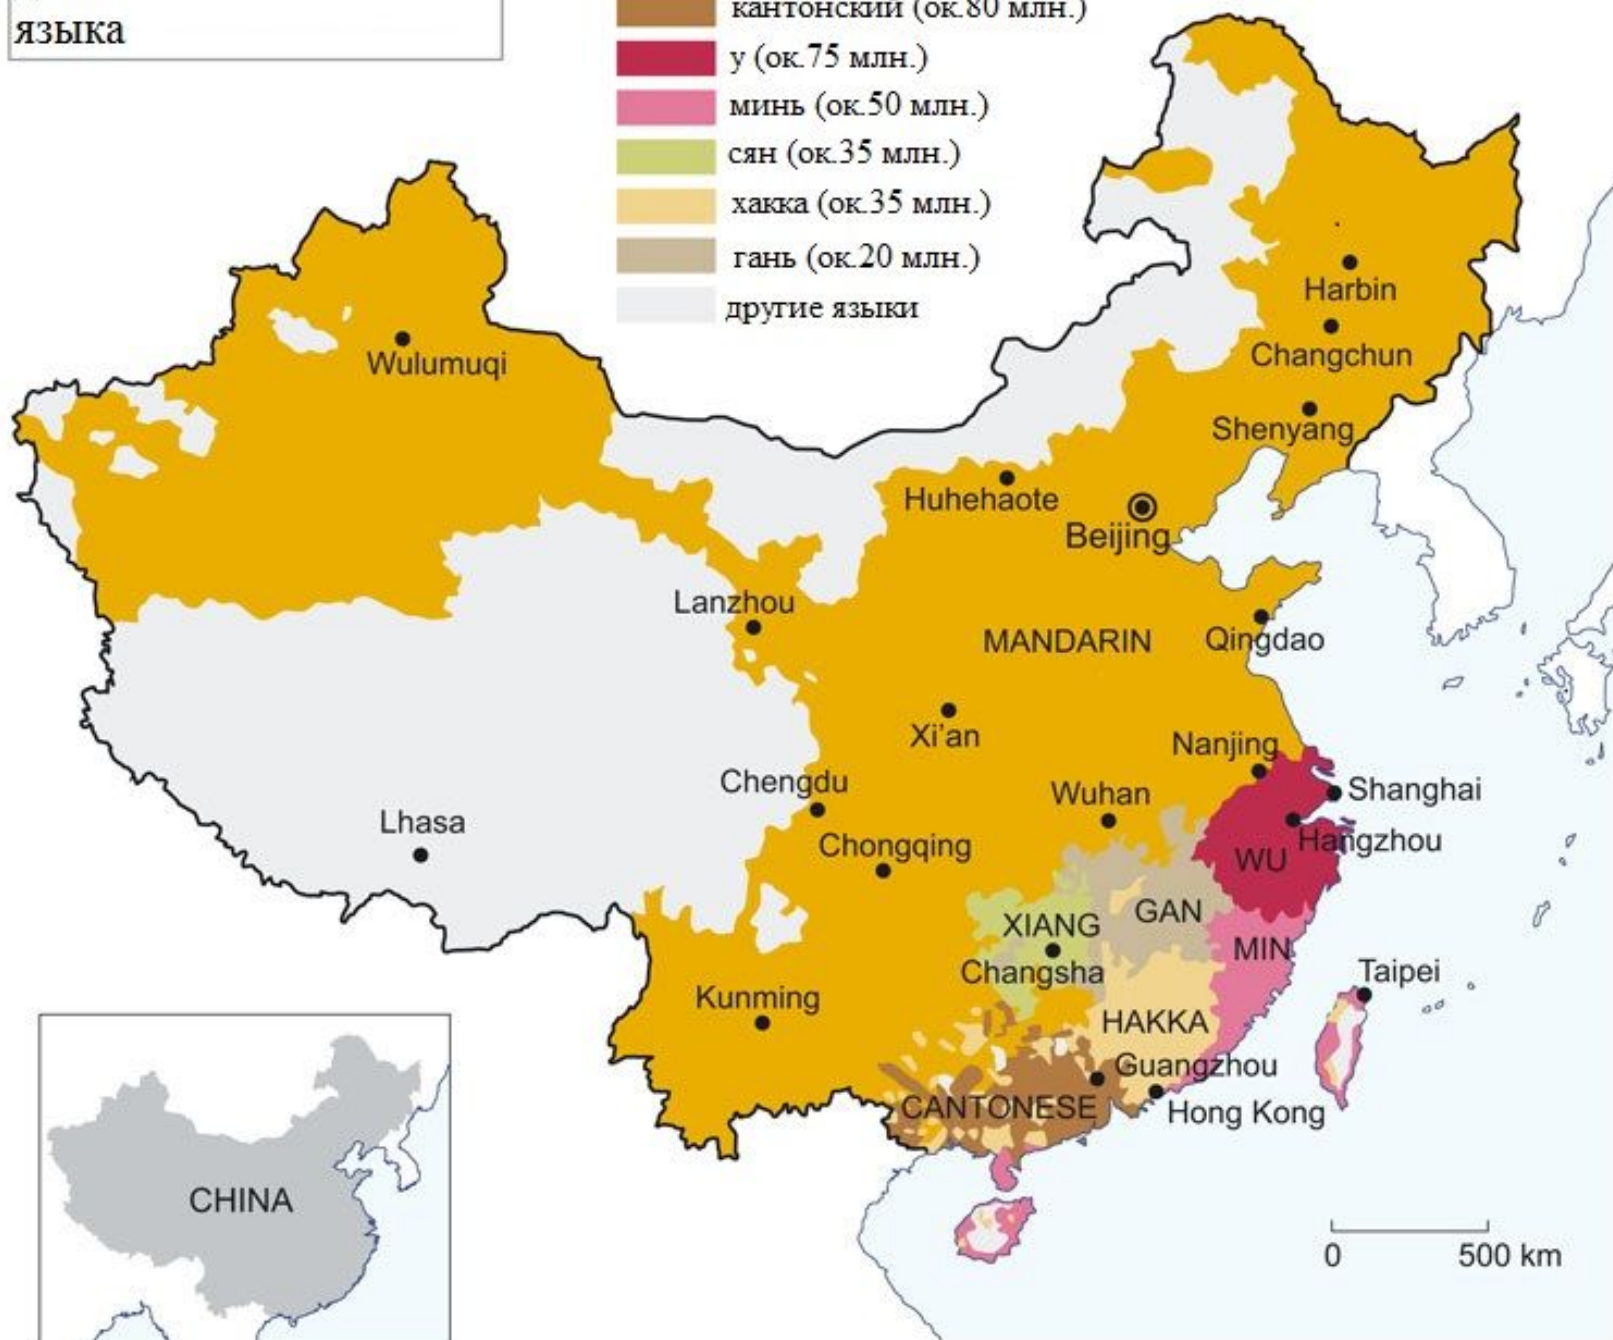 языка
кантонский (ок.80 млн.)
у (ок.75 млн.)
минь (ок.50 млн.)
сян (ок.35 млн.)
хакка (ок.35 млн.)
гань (ок.20 млн.)
другие языки
Harbin
Changchun
Wulumuqi
Shenyang
Huhehaote
Beijing
Lanzhou
MANDARIN
Qingdao
Xi’an
Nanjing
Chengdu
Wuhan
Shanghai
Lhasa
Chongqing
Hangzhou
WU
XIANG
GAN
MIN
Changsha
Taipei
Kunming
HAKKA
Guangzhou
CANTONESE
Hong Kong
CHINA
0 500 km